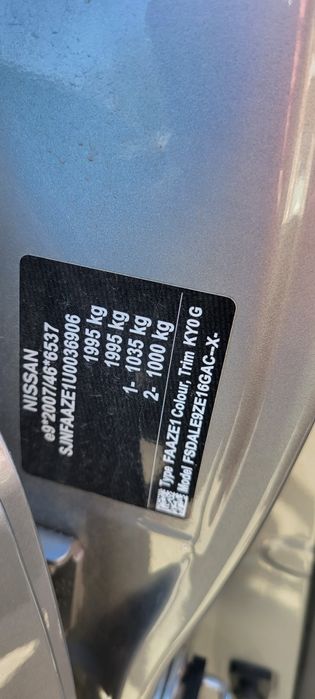 NISSAN
e9*2007/46*6537
SJNFAAZE1U0036906
1995 kg
1995 kg
1- 1035 kg
2- 1000 kg
Type FAAZE1 Colour, Trim KY0 G
Model FSDALE9ZE16GAC--X-